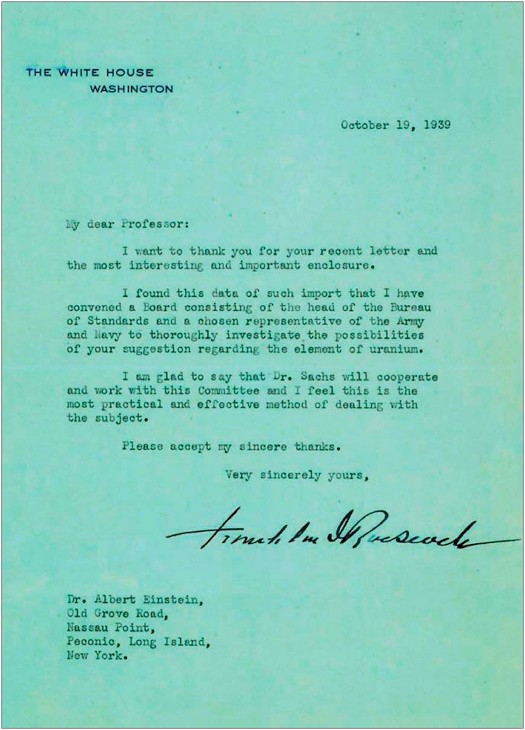 THE WHITE HOUSE
WASHINGTON
October 19, 1939
My dear Professor:
I want to thank you for your recent letter and
the most interesting and important enclosure.
I found this data of such import that I have
convened a Board consisting of the head of the Bureau
of Standards and a chosen representative of the Army
and Navy to thoroughly investigate the possibilities
of your suggestion regarding the element of uranium.
I am glad to say that Dr. Sachs will cooperate
and work with this Committee and I feel this is the
most practical and effective method of dealing with
the subject.
Please accept my sincere thanks.
Very sincerely yours,
Franklin D Roosevelt
Dr. Albert Einstein,
Old Grove Road,
Nassau Point,
Peconic, Long Island,
New York.